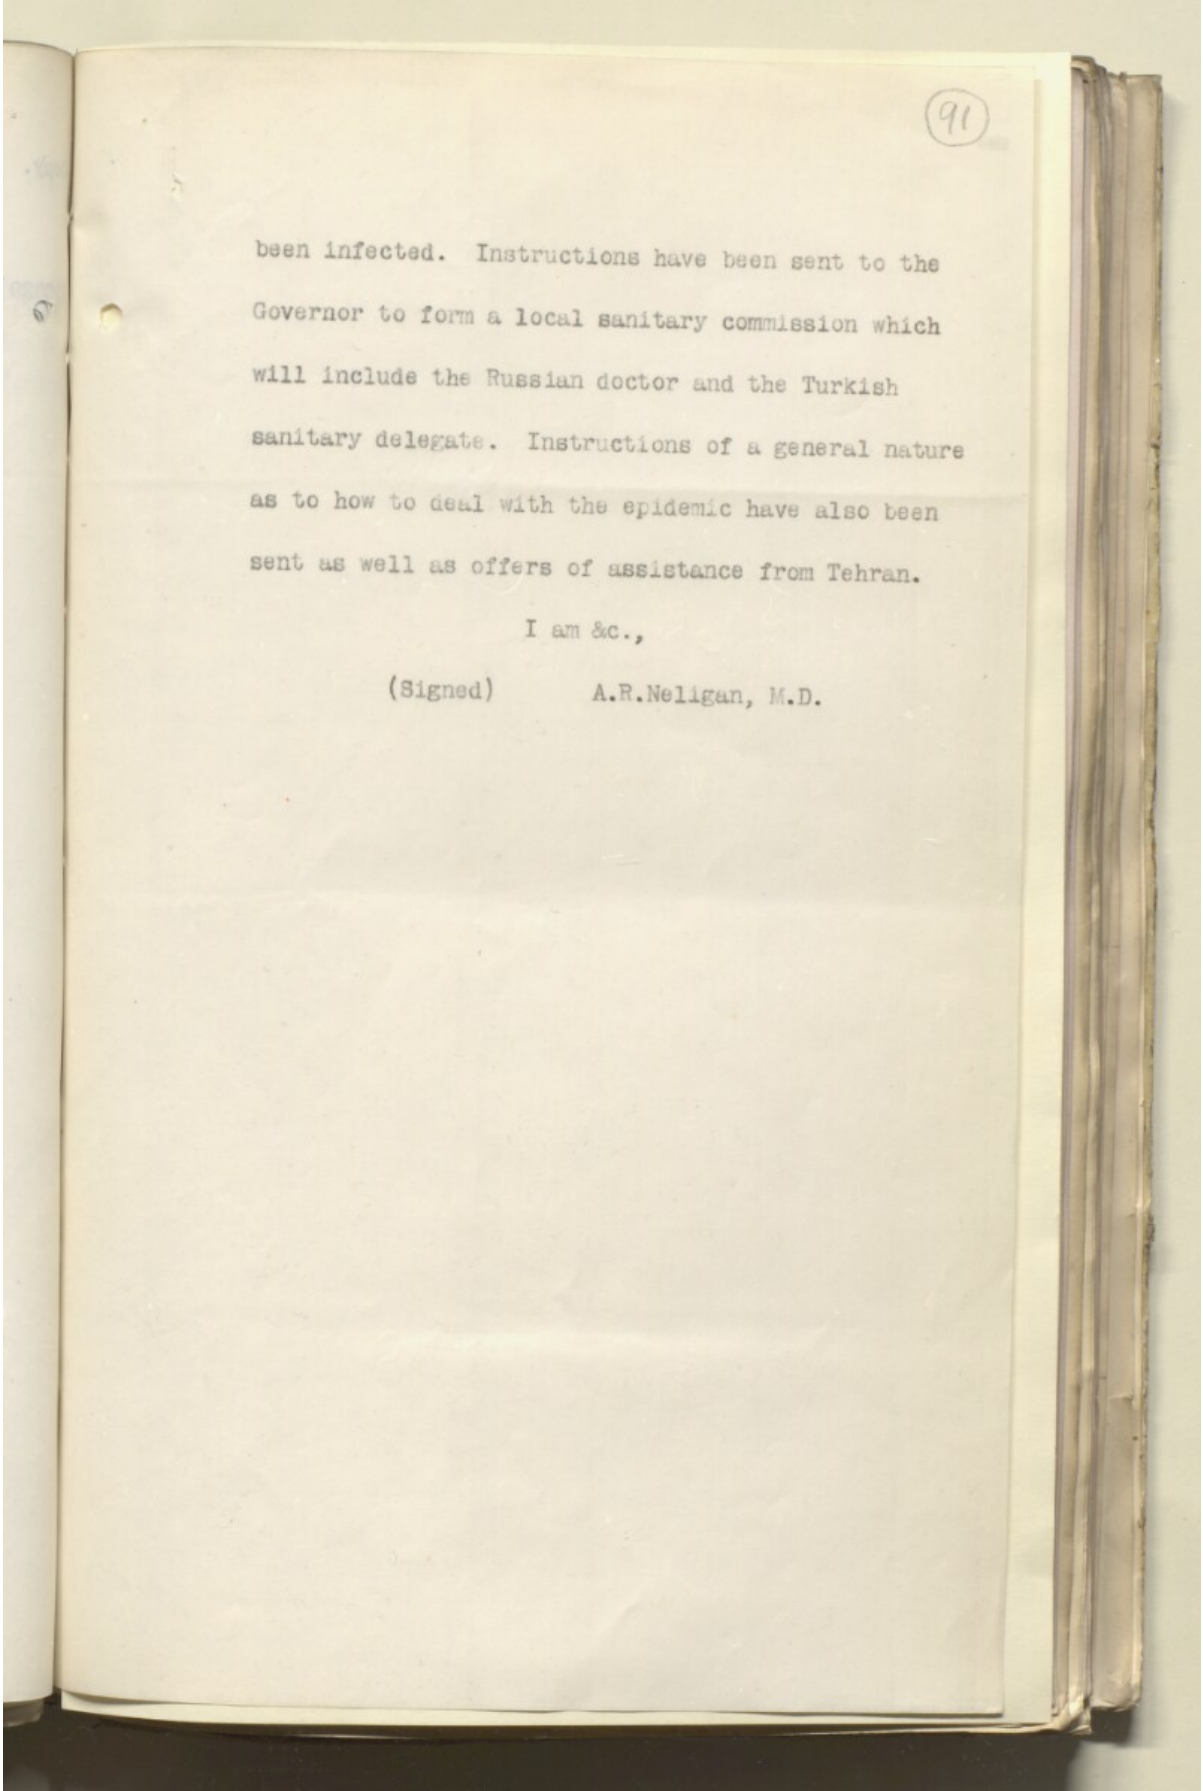 91
been infected. Instructions have been sent to the
Governor to form a local sanitary commission which
will include the Russian doctor and the Turkish
sanitary delegate. Instructions of a general nature
as to how to deal with the epidemic have also been
sent as well as offers of assistance from Tehran.
I am &c.,
(Signed) A.R.Neligan, M.D.